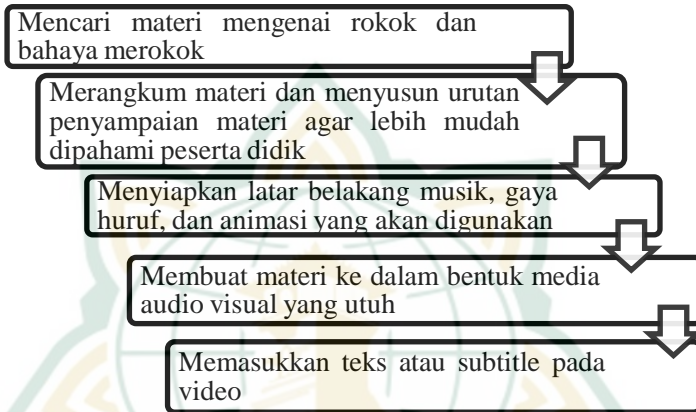 Mencari materi mengenai rokok dan
bahaya merokok
Merangkum materi dan menyusun urutan
penyampaian materi agar lebih mudah
dipahami peserta didik
Menyiapkan latar belakang musik, gaya
huruf, dan animasi yang akan digunakan
Membuat materi ke dalam bentuk media
audio visual yang utuh
Memasukkan teks atau subtitle pada
video